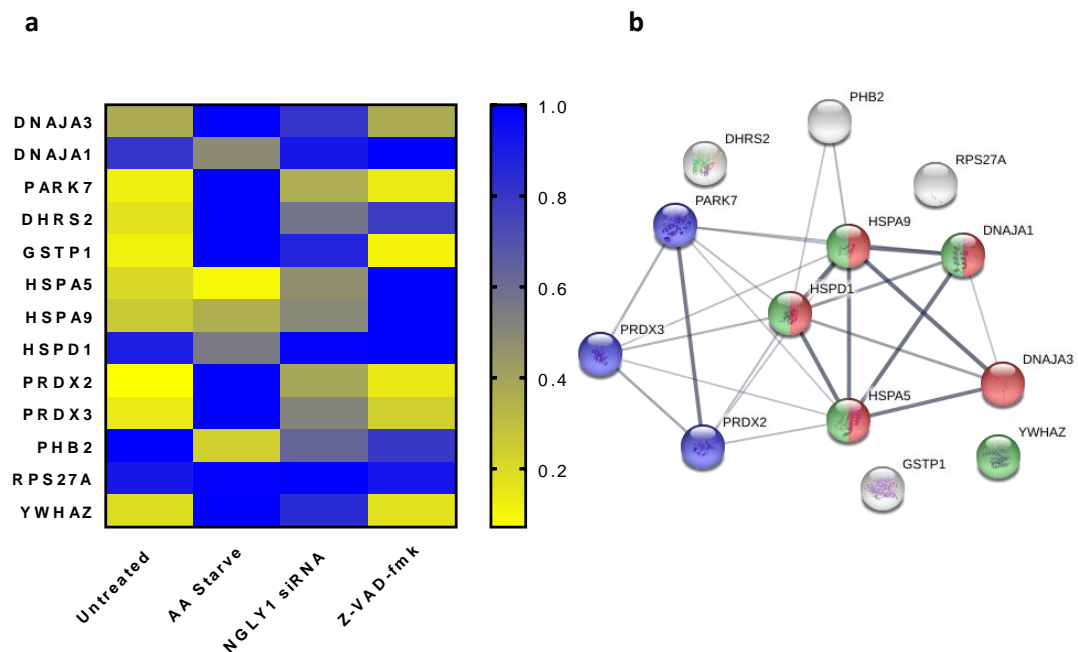 a
b
DNAJA3
DNAJA1
PARK7
DHRS2
GSTP1
HSPA5
HSPA9
HSPD1
PRDX2
PRDX3
PHB2
RPS27A
YWHAZ
Untreated
AA Starve
NGLY1 siRNA
Z-VAD-fmk
1.0
0.8
0.6
0.4
0.2
PHB2
DHRS2
RPS27A
PARK7
HSPA9
DNAJA1
HSPD1
PRDX3
DNAJA3
HSPA5
PRDX2
YWHAZ
GSTP1